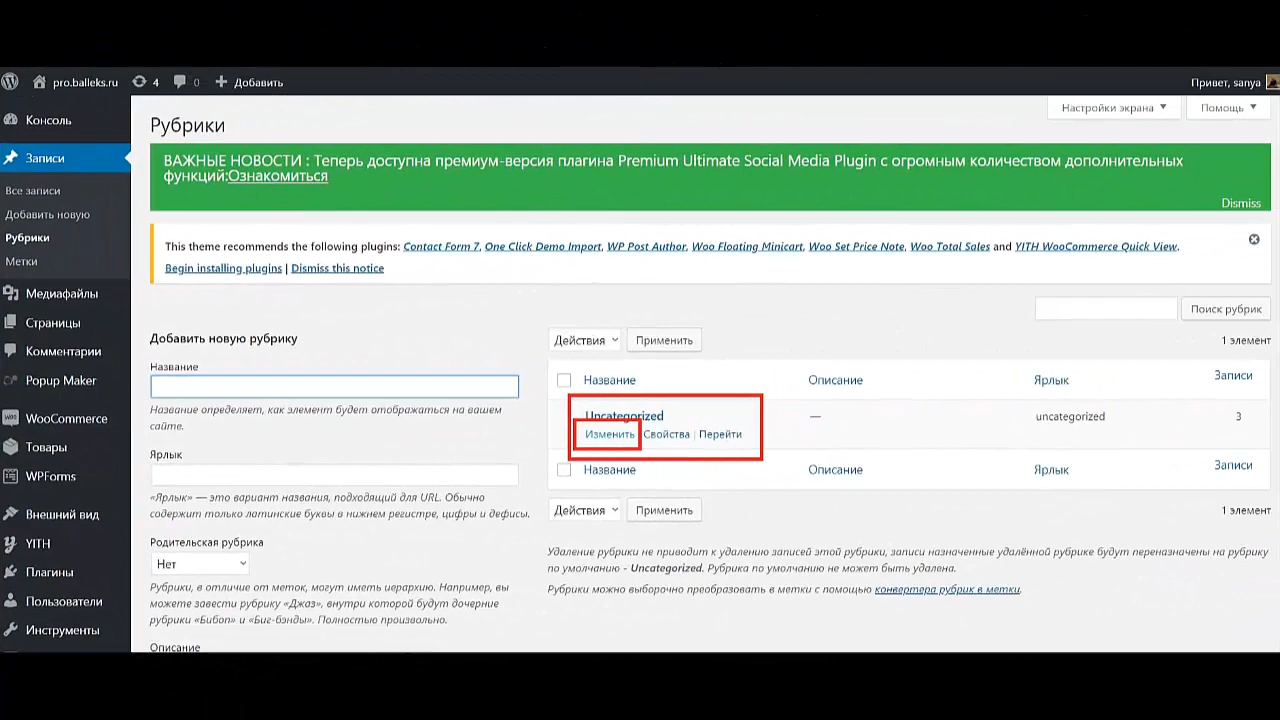 pro.balleks.ru 4 0 Добавить Привет, sanya
Настройки экрана Помощь
Консоль
Записи
Все записи
Добавить новую
Рубрики
Метки
Медиафайлы
Страницы
Комментарии
Popup Maker
WooCommerce
Товары
WPForms
Внешний вид
YITH
Плагины
Пользователи
Инструменты
Рубрики
ВАЖНЫЕ НОВОСТИ : Теперь доступна премиум-версия плагина Premium Ultimate Social Media Plugin с огромным количеством дополнительных
функций:Ознакомиться
Dismiss
This theme recommends the following plugins: Contact Form 7, One Click Demo Import, WP Post Author, Woo Floating Minicart, Woo Set Price Note, Woo Total Sales and YITH WooCommerce Quick View.
Begin installing plugins | Dismiss this notice
Поиск рубрик
Добавить новую рубрику
Название
Название определяет, как элемент будет отображаться на вашем
сайте.
Ярлык
«Ярлык» — это вариант названия, подходящий для URL. Обычно
содержит только латинские буквы в нижнем регистре, цифры и дефисы.
Родительская рубрика
Нет
Рубрики, в отличие от меток, могут иметь иерархию. Например, вы
можете завести рубрику «Джаз», внутри которой будут дочерние
рубрики «Бибоп» и «Биг-бэнды». Полностью произвольно.
Описание
Действия Применить 1 элемент
Название Описание Ярлык Записи
Uncategorized — uncategorized 3
Изменить Свойства | Перейти
Название Описание Ярлык Записи
Действия Применить 1 элемент
Удаление рубрики не приводит к удалению записей этой рубрики, записи назначенные удалённой рубрике будут переназначены на рубрику
по умолчанию - Uncategorized. Рубрика по умолчанию не может быть удалена.
Рубрики можно выборочно преобразовать в метки с помощью конвертера рубрик в метки.